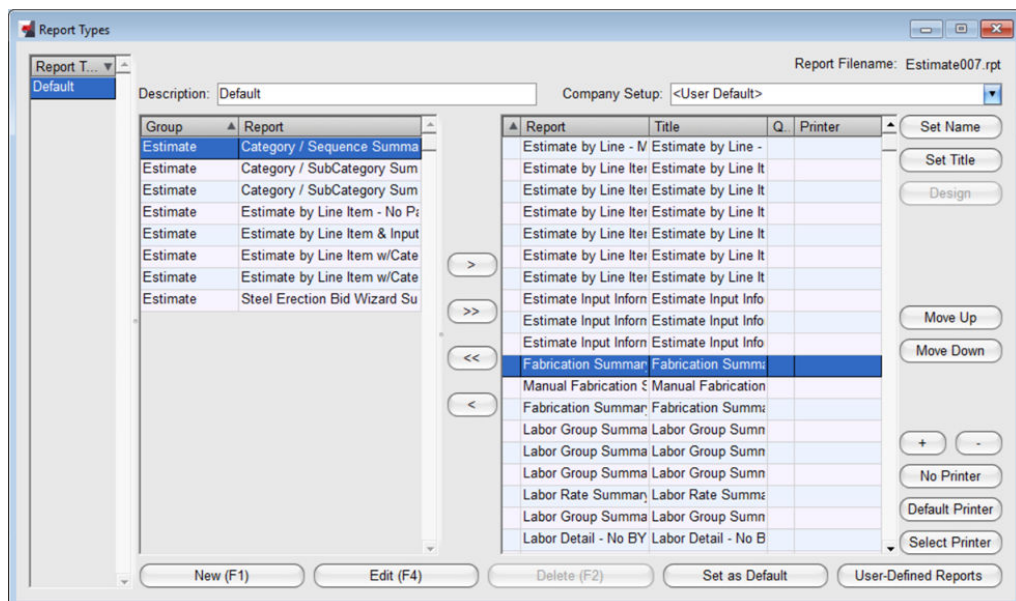 Report Types
Report T...
Default
Report Filename: Estimate007.rpt
Description: Default
Company Setup: <User Default>
Group Report
Estimate Category / Sequence Summa
Estimate Category / SubCategory Sum
Estimate Category / SubCategory Sum
Estimate Estimate by Line Item - No Pa
Estimate Estimate by Line Item & Input
Estimate Estimate by Line Item w/Cate
Estimate Estimate by Line Item w/Cate
Estimate Steel Erection Bid Wizard Su
>
>>
<<
<
Report Title Q.. Printer
Estimate by Line - M Estimate by Line -
Estimate by Line Iter Estimate by Line It
Estimate by Line Iter Estimate by Line It
Estimate by Line Iter Estimate by Line It
Estimate by Line Iter Estimate by Line It
Estimate by Line Iter Estimate by Line It
Estimate by Line Iter Estimate by Line It
Estimate Input Inforn Estimate Input Info
Estimate Input Inforn Estimate Input Info
Estimate Input Inforn Estimate Input Info
Fabrication Summary Fabrication Summa
Manual Fabrication S Manual Fabrication
Fabrication Summary Fabrication Summa
Labor Group Summa Labor Group Summ
Labor Group Summa Labor Group Summ
Labor Group Summa Labor Group Summ
Labor Rate Summary Labor Rate Summa
Labor Group Summa Labor Group Summ
Labor Detail - No BY Labor Detail - No B
Set Name
Set Title
Design
Move Up
Move Down
+ -
No Printer
Default Printer
Select Printer
New (F1) Edit (F4) Delete (F2) Set as Default User-Defined Reports